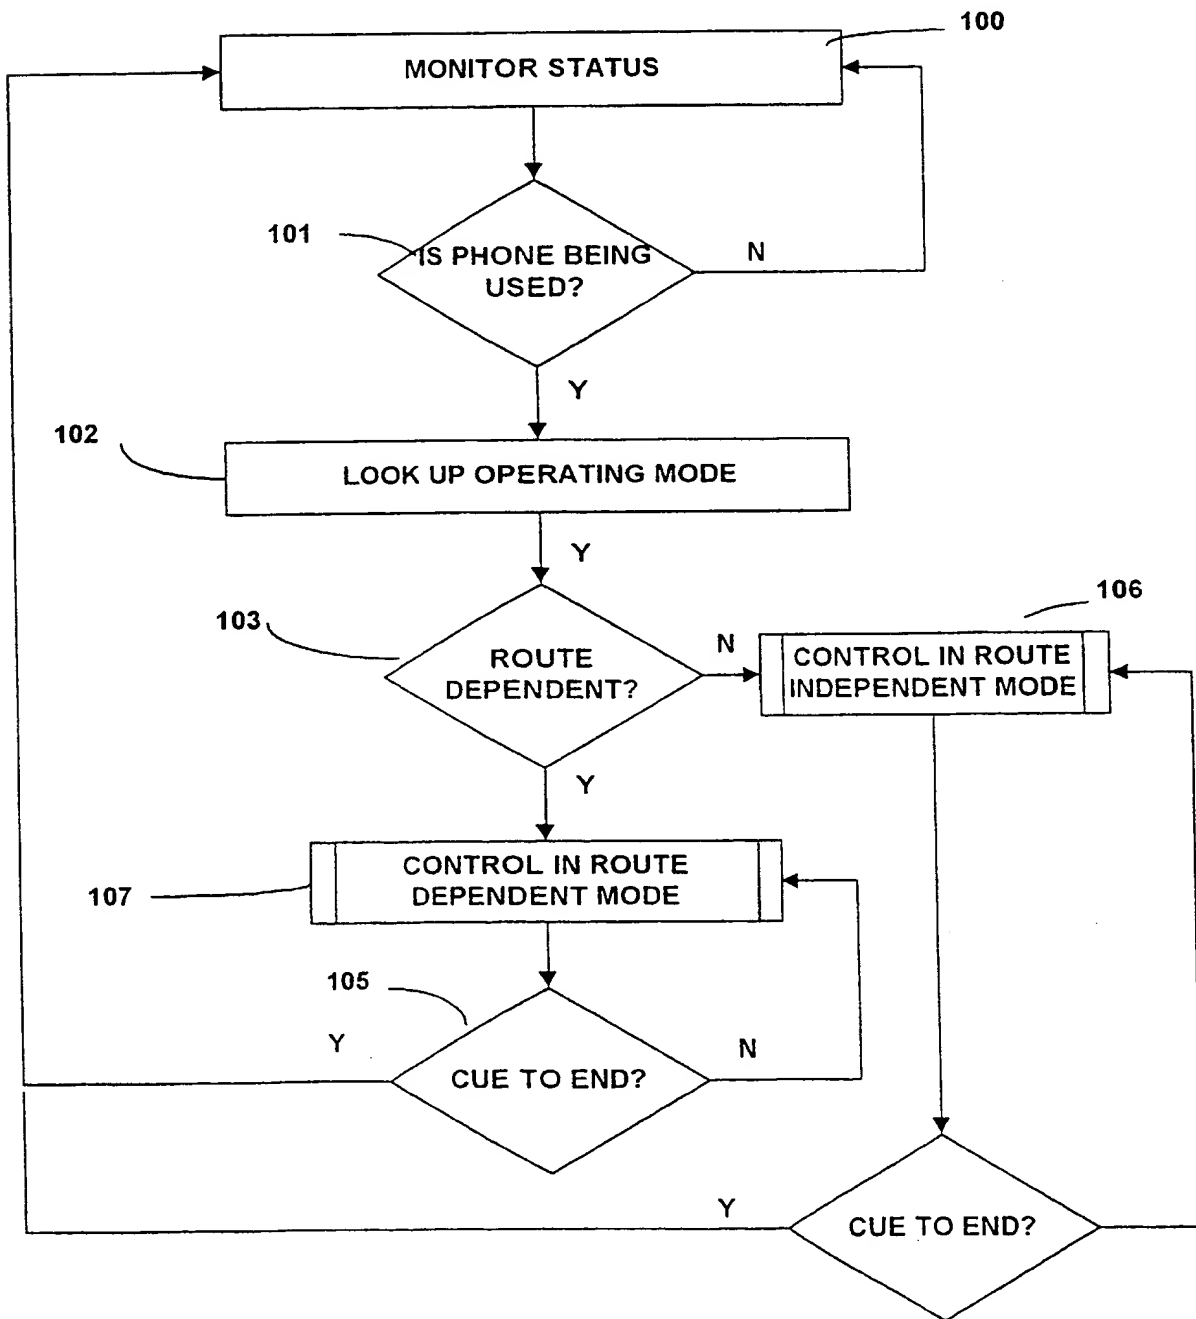 100
MONITOR STATUS
101
IS PHONE BEING
USED?
N
Y
102
LOOK UP OPERATING MODE
Y
103
ROUTE
DEPENDENT?
N
106
CONTROL IN ROUTE
INDEPENDENT MODE
Y
107
CONTROL IN ROUTE
DEPENDENT MODE
105
Y
CUE TO END?
N
Y
CUE TO END?